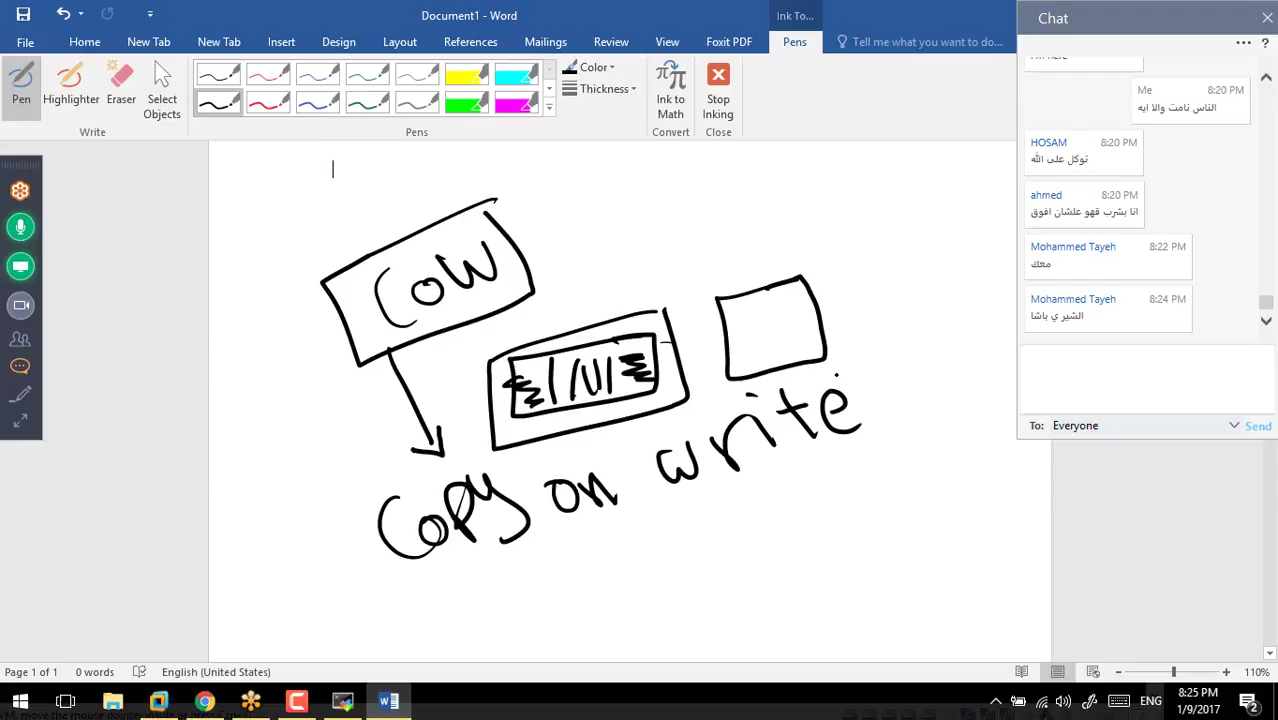 Document1 - Word
Ink To...
Chat
File Home New Tab New Tab Insert Design Layout References Mailings Review View Foxit PDF Pens Tell me what you want to do...
Pen Highlighter Eraser Select Objects
Color
Thickness
Ink to Math
Stop Inking
Write Pens Convert Close
Me 8:20 PM
الناس نامت والا ايه
HOSAM 8:20 PM
توكل على الله
ahmed 8:20 PM
انا بشرب قهو علشان افوق
Mohammed Tayeh 8:22 PM
معك
Mohammed Tayeh 8:24 PM
الشير ي باشا
To: Everyone Send
COW
Copy on write
Page 1 of 1 0 words English (United States) 110%
ENG
8:25 PM
1/9/2017
2